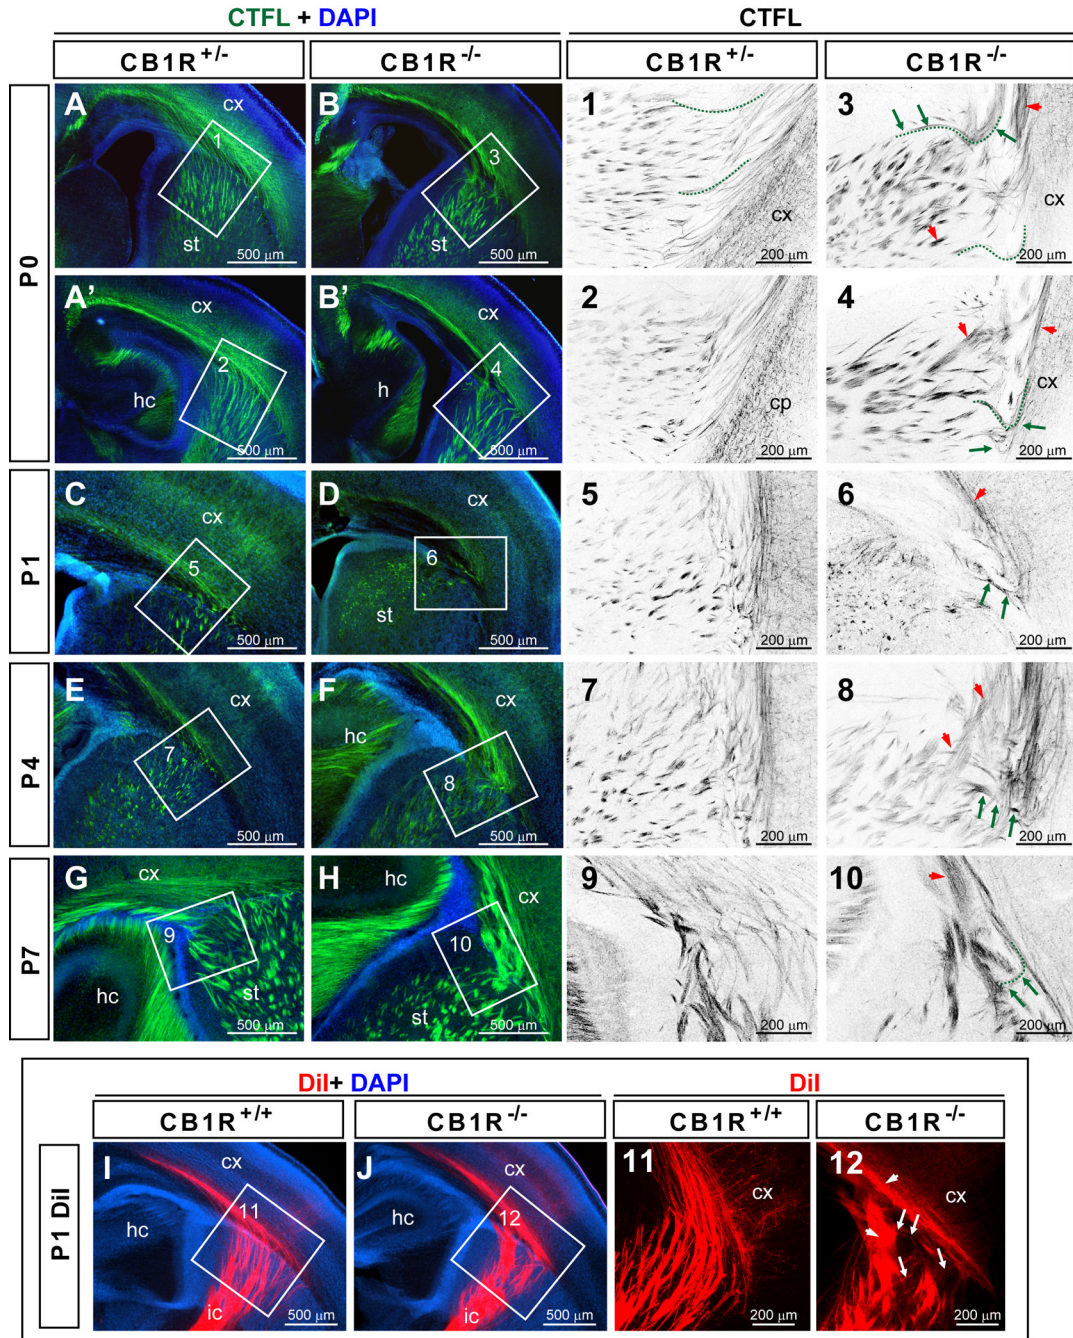 CTFL + DAPI CTFL
CB1R+/- CB1R-/- CB1R+/- CB1R-/-
P0
A cx 1 st 500 µm
B 3 st 500 µm
1 cx 200 µm
3 cx 200 µm
A' cx 2 hc 500 µm
B' cx 4 h 500 µm
2 cp 200 µm
4 cx 200 µm
P1
C cx 5 500 µm
D cx 6 st 500 µm
5 200 µm
6 200 µm
P4
E cx 7 500 µm
F cx hc 8 500 µm
7 200 µm
8 200 µm
P7
G cx 9 hc st 500 µm
H hc cx 10 st 500 µm
9 200 µm
10 200 µm
DiI+ DAPI DiI
CB1R+/+ CB1R-/- CB1R+/+ CB1R-/-
P1 DiI
I cx 11 hc ic 500 µm
J cx hc 12 ic 500 µm
11 cx 200 µm
12 cx 200 µm